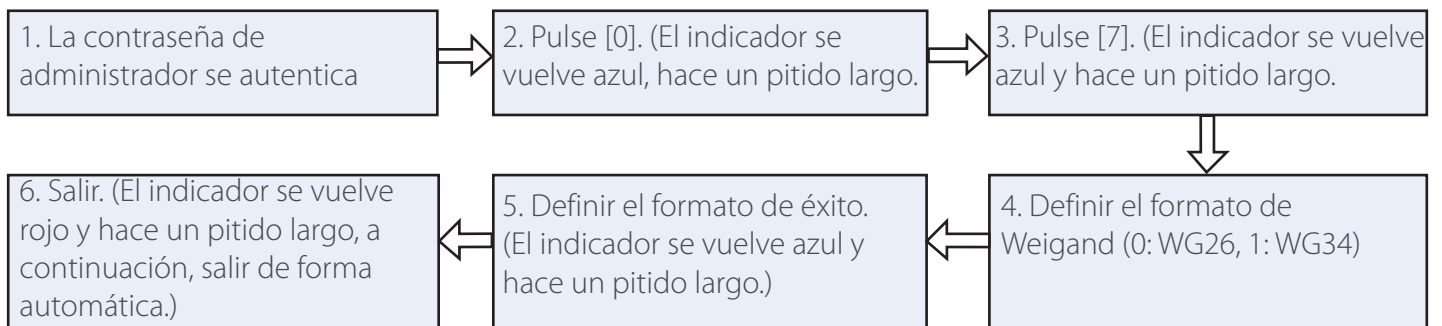 1. La contraseña de
administrador se autentica
2. Pulse [0]. (El indicador se
vuelve azul, hace un pitido largo.
3. Pulse [7]. (El indicador se vuelve
azul y hace un pitido largo.
4. Definir el formato de
Weigand (0: WG26, 1: WG34)
5. Definir el formato de éxito.
(El indicador se vuelve azul y
hace un pitido largo.)
6. Salir. (El indicador se vuelve
rojo y hace un pitido largo, a
continuación, salir de forma
automática.)